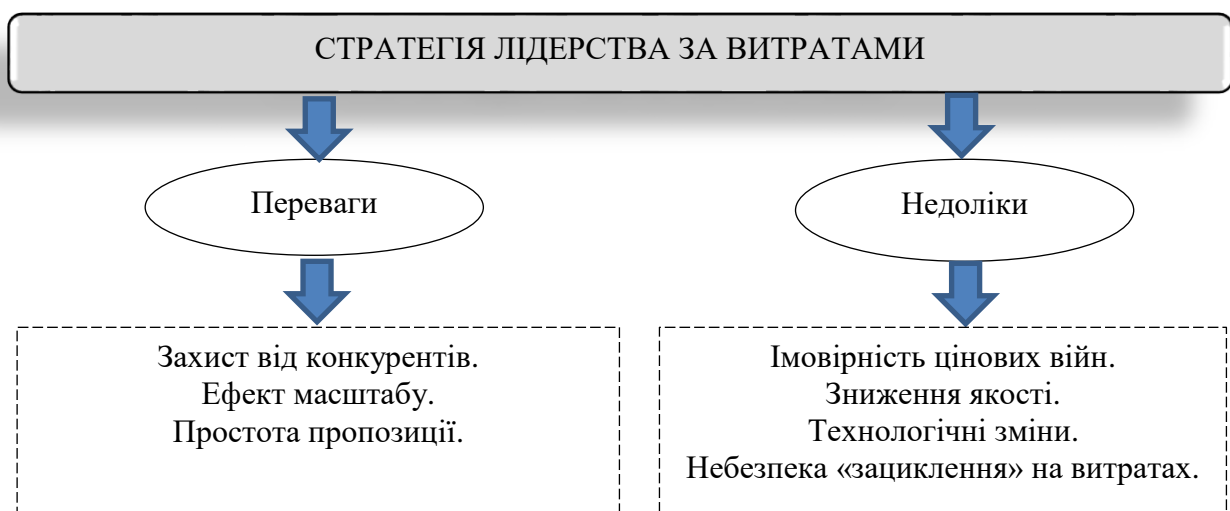 СТРАТЕГІЯ ЛІДЕРСТВА ЗА ВИТРАТАМИ
Переваги
Недоліки
Захист від конкурентів.
Ефект масштабу.
Простота пропозиції.
Імовірність цінових війн.
Зниження якості.
Технологічні зміни.
Небезпека «зациклення» на витратах.